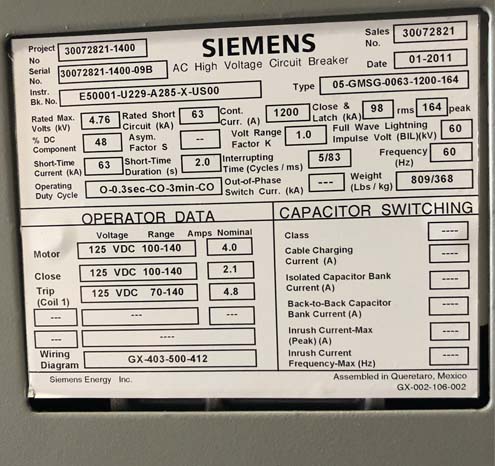 Project No 30072821-1400 SIEMENS Sales No. 30072821
Serial No. 30072821-1400-09B AC High Voltage Circuit Breaker Date 01-2011
Instr. Bk. No. E50001-U229-A285-X-US00 Type 05-GMSG-0063-1200-164
Rated Max. Volts (kV) 4.76 Rated Short Circuit (kA) 63 Cont. Curr. (A) 1200 Close & Latch (kA) 98 rms 164 peak
% DC Component 48 Asym. Factor S --- Volt Range Factor K 1.0 Full Wave Lightning Impulse Volt (BIL)(kV) 60
Short-Time Current (kA) 63 Short-Time Duration (s) 2.0 Interrupting Time (Cycles / ms) 5/83 Frequency (Hz) 60
Operating Duty Cycle O-0.3sec-CO-3min-CO Out-of-Phase Switch Curr. (kA) --- Weight (Lbs / kg) 809/368
OPERATOR DATA
Voltage Range Amps Nominal
Motor 125 VDC 100-140 4.0
Close 125 VDC 100-140 2.1
Trip (Coil 1) 125 VDC 70-140 4.8
--- --- ---
--- ----
Wiring Diagram GX-403-500-412
Siemens Energy Inc.
CAPACITOR SWITCHING
Class ----
Cable Charging Current (A) ----
Isolated Capacitor Bank Current (A) ----
Back-to-Back Capacitor Bank Current (A) ----
Inrush Current-Max (Peak) (A) ----
Inrush Current Frequency-Max (Hz) ----
Assembled in Queretaro, Mexico
GX-002-106-002